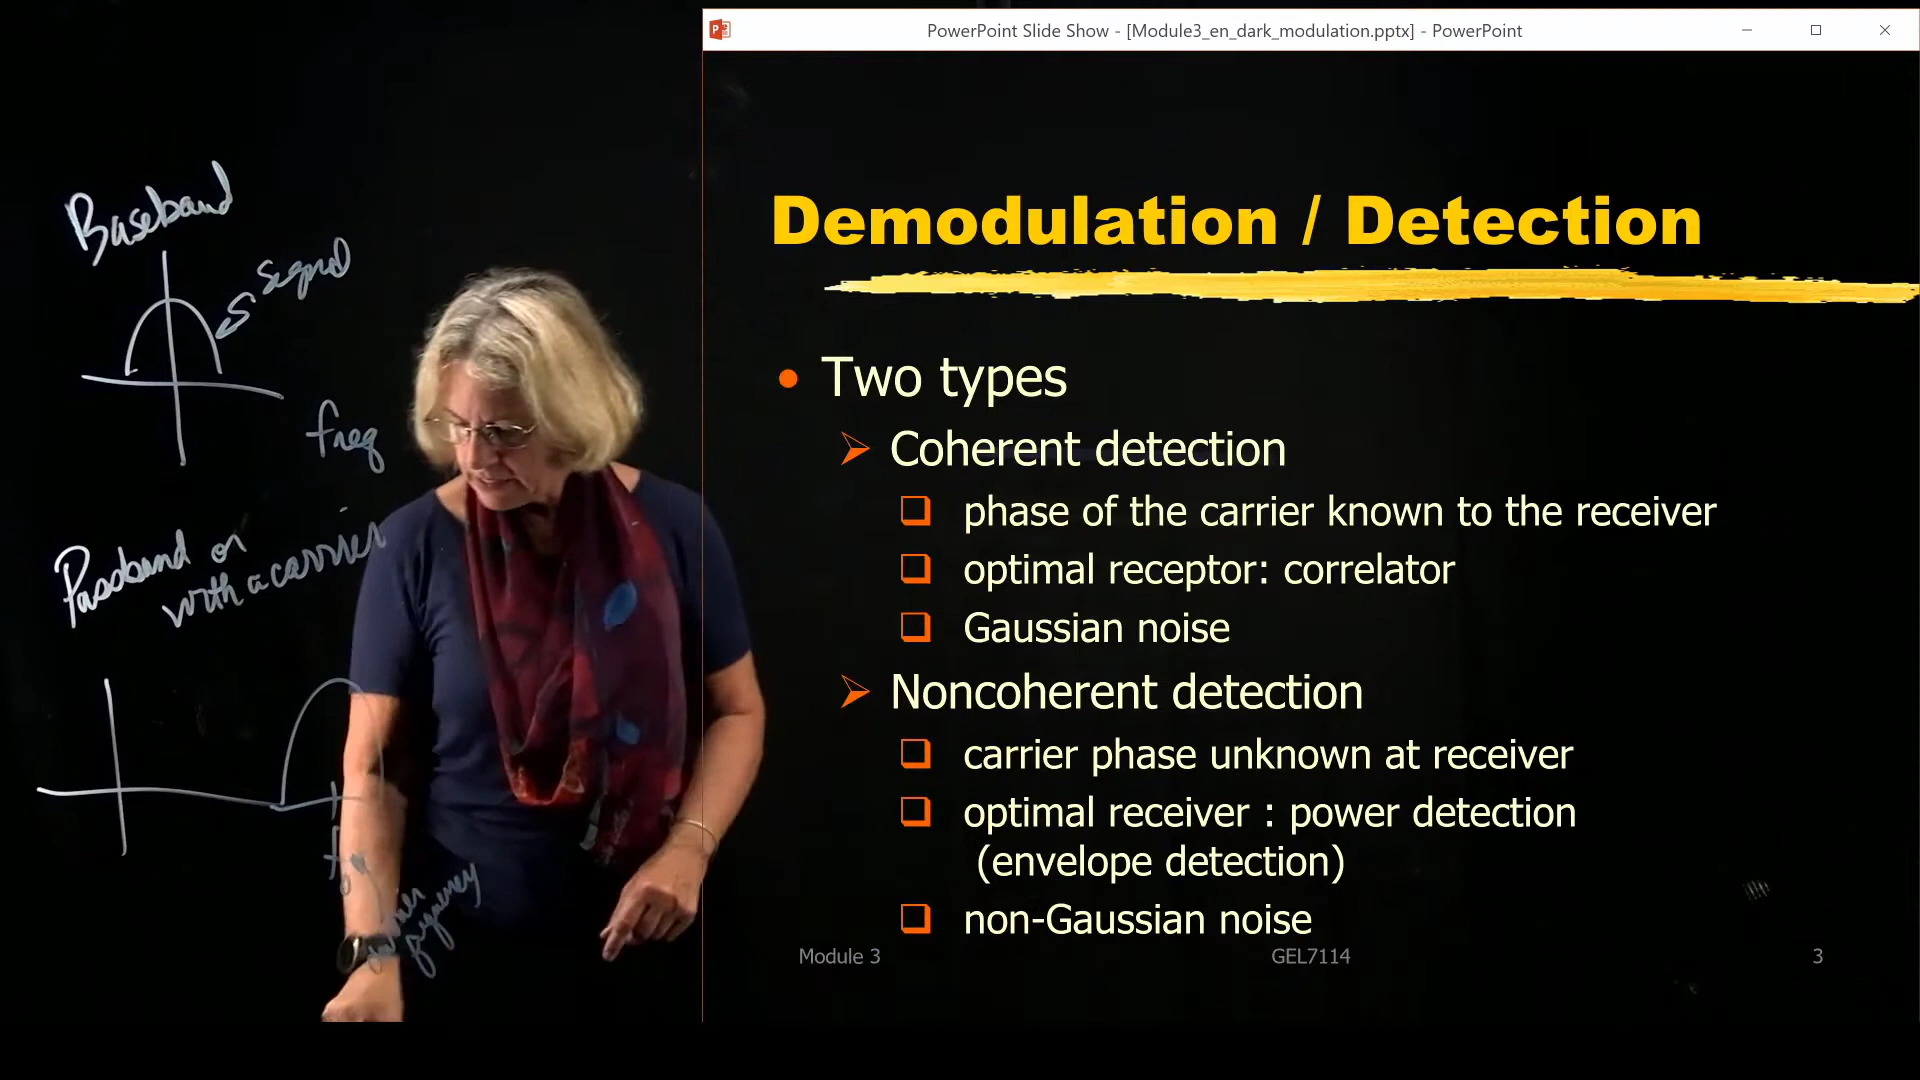 PowerPoint Slide Show - [Module3_en_dark_modulation.pptx] - PowerPoint
Baseband
signal
freq
Passband or
with a carrier
f
carrier
frequency
Demodulation / Detection
Two types
Coherent detection
phase of the carrier known to the receiver
optimal receptor: correlator
Gaussian noise
Noncoherent detection
carrier phase unknown at receiver
optimal receiver : power detection
(envelope detection)
non-Gaussian noise
Module 3
GEL7114
3